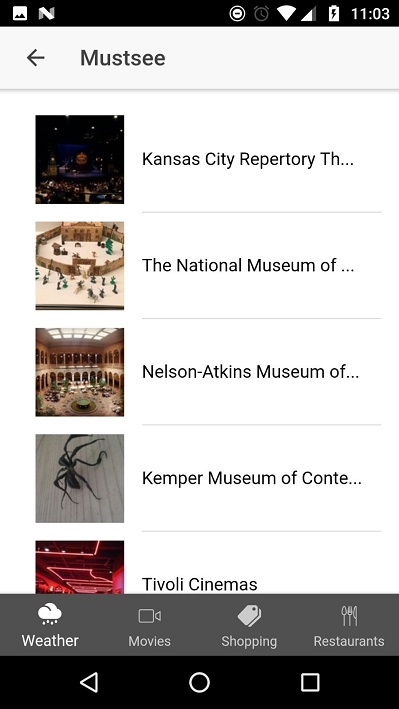 11:03
Mustsee
Kansas City Repertory Th...
The National Museum of ...
Nelson-Atkins Museum of...
Kemper Museum of Conte...
Tivoli Cinemas
Weather
Movies
Shopping
Restaurants